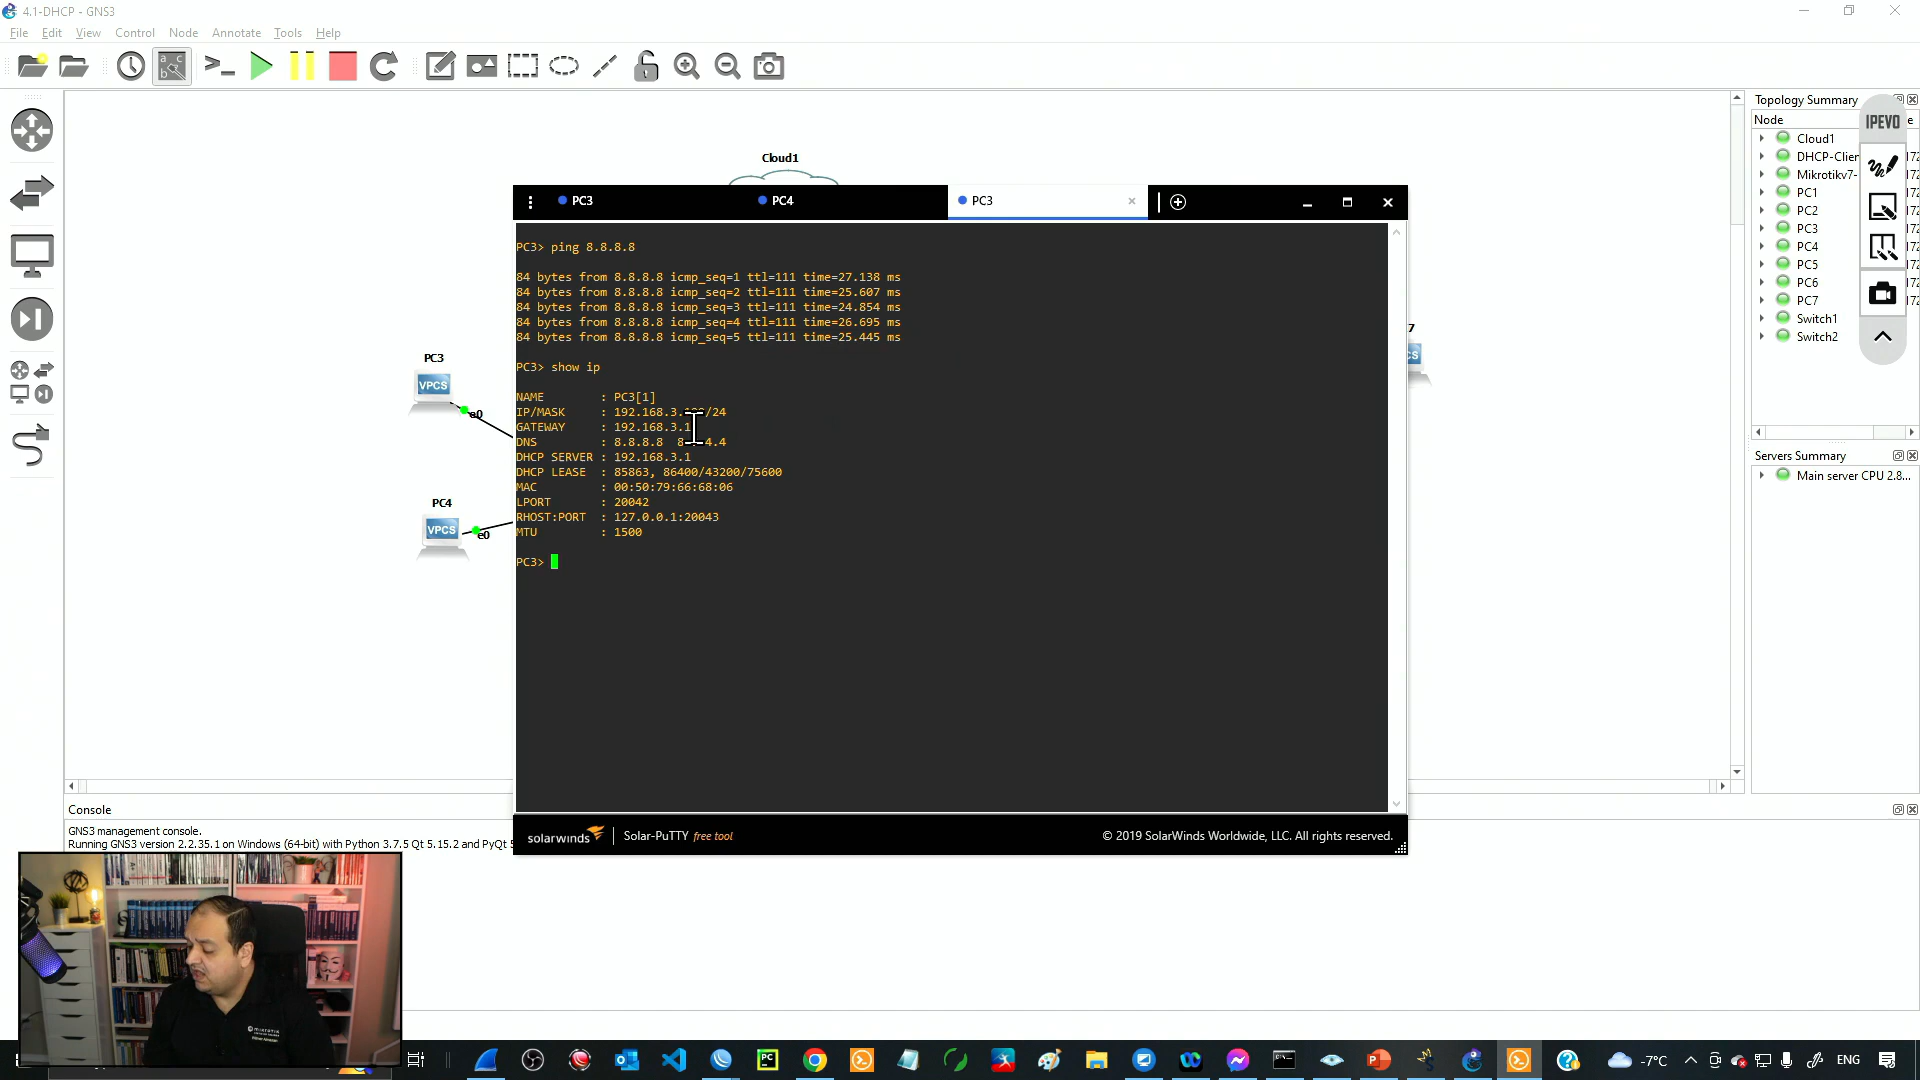 4.1-DHCP - GNS3
File Edit View Control Node Annotate Tools Help
Topology Summary
Node
Cloud1
DHCP-Clien
Mikrotikv7-
PC1
PC2
PC3
PC4
PC5
PC6
PC7
Switch1
Switch2
IPEVO
Servers Summary
Main server CPU 2.8...
Cloud1
PC3
VPCS
e0
PC4
VPCS
e0
7
CS
PC3 PC4 PC3
PC3> ping 8.8.8.8
84 bytes from 8.8.8.8 icmp_seq=1 ttl=111 time=27.138 ms
84 bytes from 8.8.8.8 icmp_seq=2 ttl=111 time=25.607 ms
84 bytes from 8.8.8.8 icmp_seq=3 ttl=111 time=24.854 ms
84 bytes from 8.8.8.8 icmp_seq=4 ttl=111 time=26.695 ms
84 bytes from 8.8.8.8 icmp_seq=5 ttl=111 time=25.445 ms
PC3> show ip
NAME : PC3[1]
IP/MASK : /24
GATEWAY : 192.168.3.1
DNS : 8.8.8.8
DHCP SERVER : 192.168.3.1
DHCP LEASE : 85863, 86400/43200/75600
MAC : 00:50:79:66:68:06
LPORT : 20042
RHOST:PORT : 127.0.0.1:20043
MTU : 1500
PC3>
solarwinds Solar-PuTTY free tool
© 2019 SolarWinds Worldwide, LLC. All rights reserved.
Console
GNS3 management console.
Running GNS3 version 2.2.35.1 on Windows (64-bit) with Python 3.7.5 Qt 5.15.2 and PyQt 5
-7°C
ENG